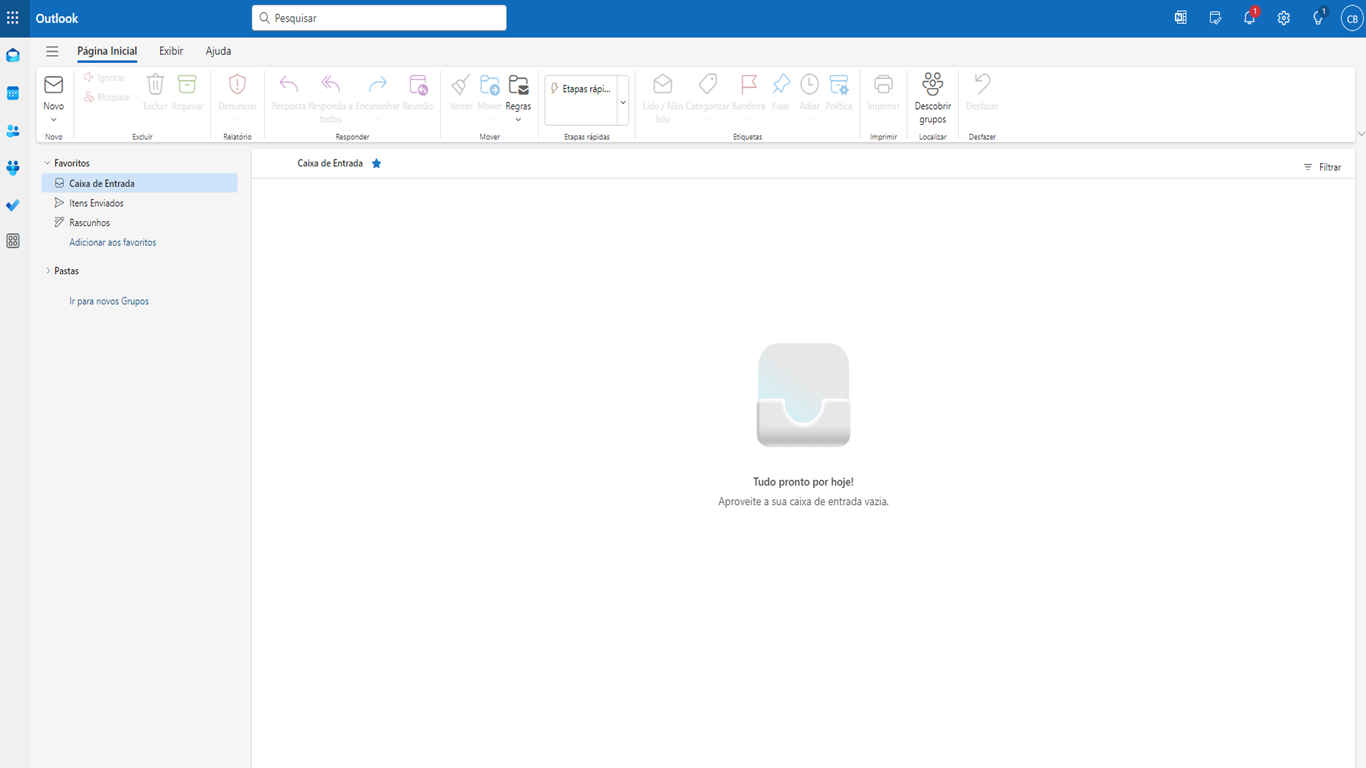 Outlook
Pesquisar
1
1
CB
Página Inicial
Exibir
Ajuda
Novo
Ignorar
Bloquear
Excluir
Arquivar
Denunciar
Resposta
Responda a todos
Encaminhar
Reunião
Varrer
Mover
Regras
Etapas rápi...
Lido / Não lido
Categorizar
Bandeira
Fixar
Adiar
Política
Imprimir
Descobrir grupos
Desfazer
Novo
Excluir
Relatório
Responder
Mover
Etapas rápidas
Etiquetas
Imprimir
Localizar
Desfazer
Favoritos
Caixa de Entrada
Itens Enviados
Rascunhos
Adicionar aos favoritos
Pastas
Ir para novos Grupos
Caixa de Entrada
Filtrar
Tudo pronto por hoje!
Aproveite a sua caixa de entrada vazia.